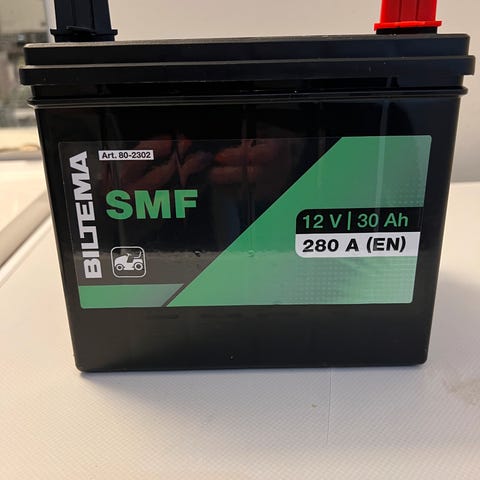 BILTEMA
Art. 80-2302
SMF
12 V | 30 Ah
280 A (EN)